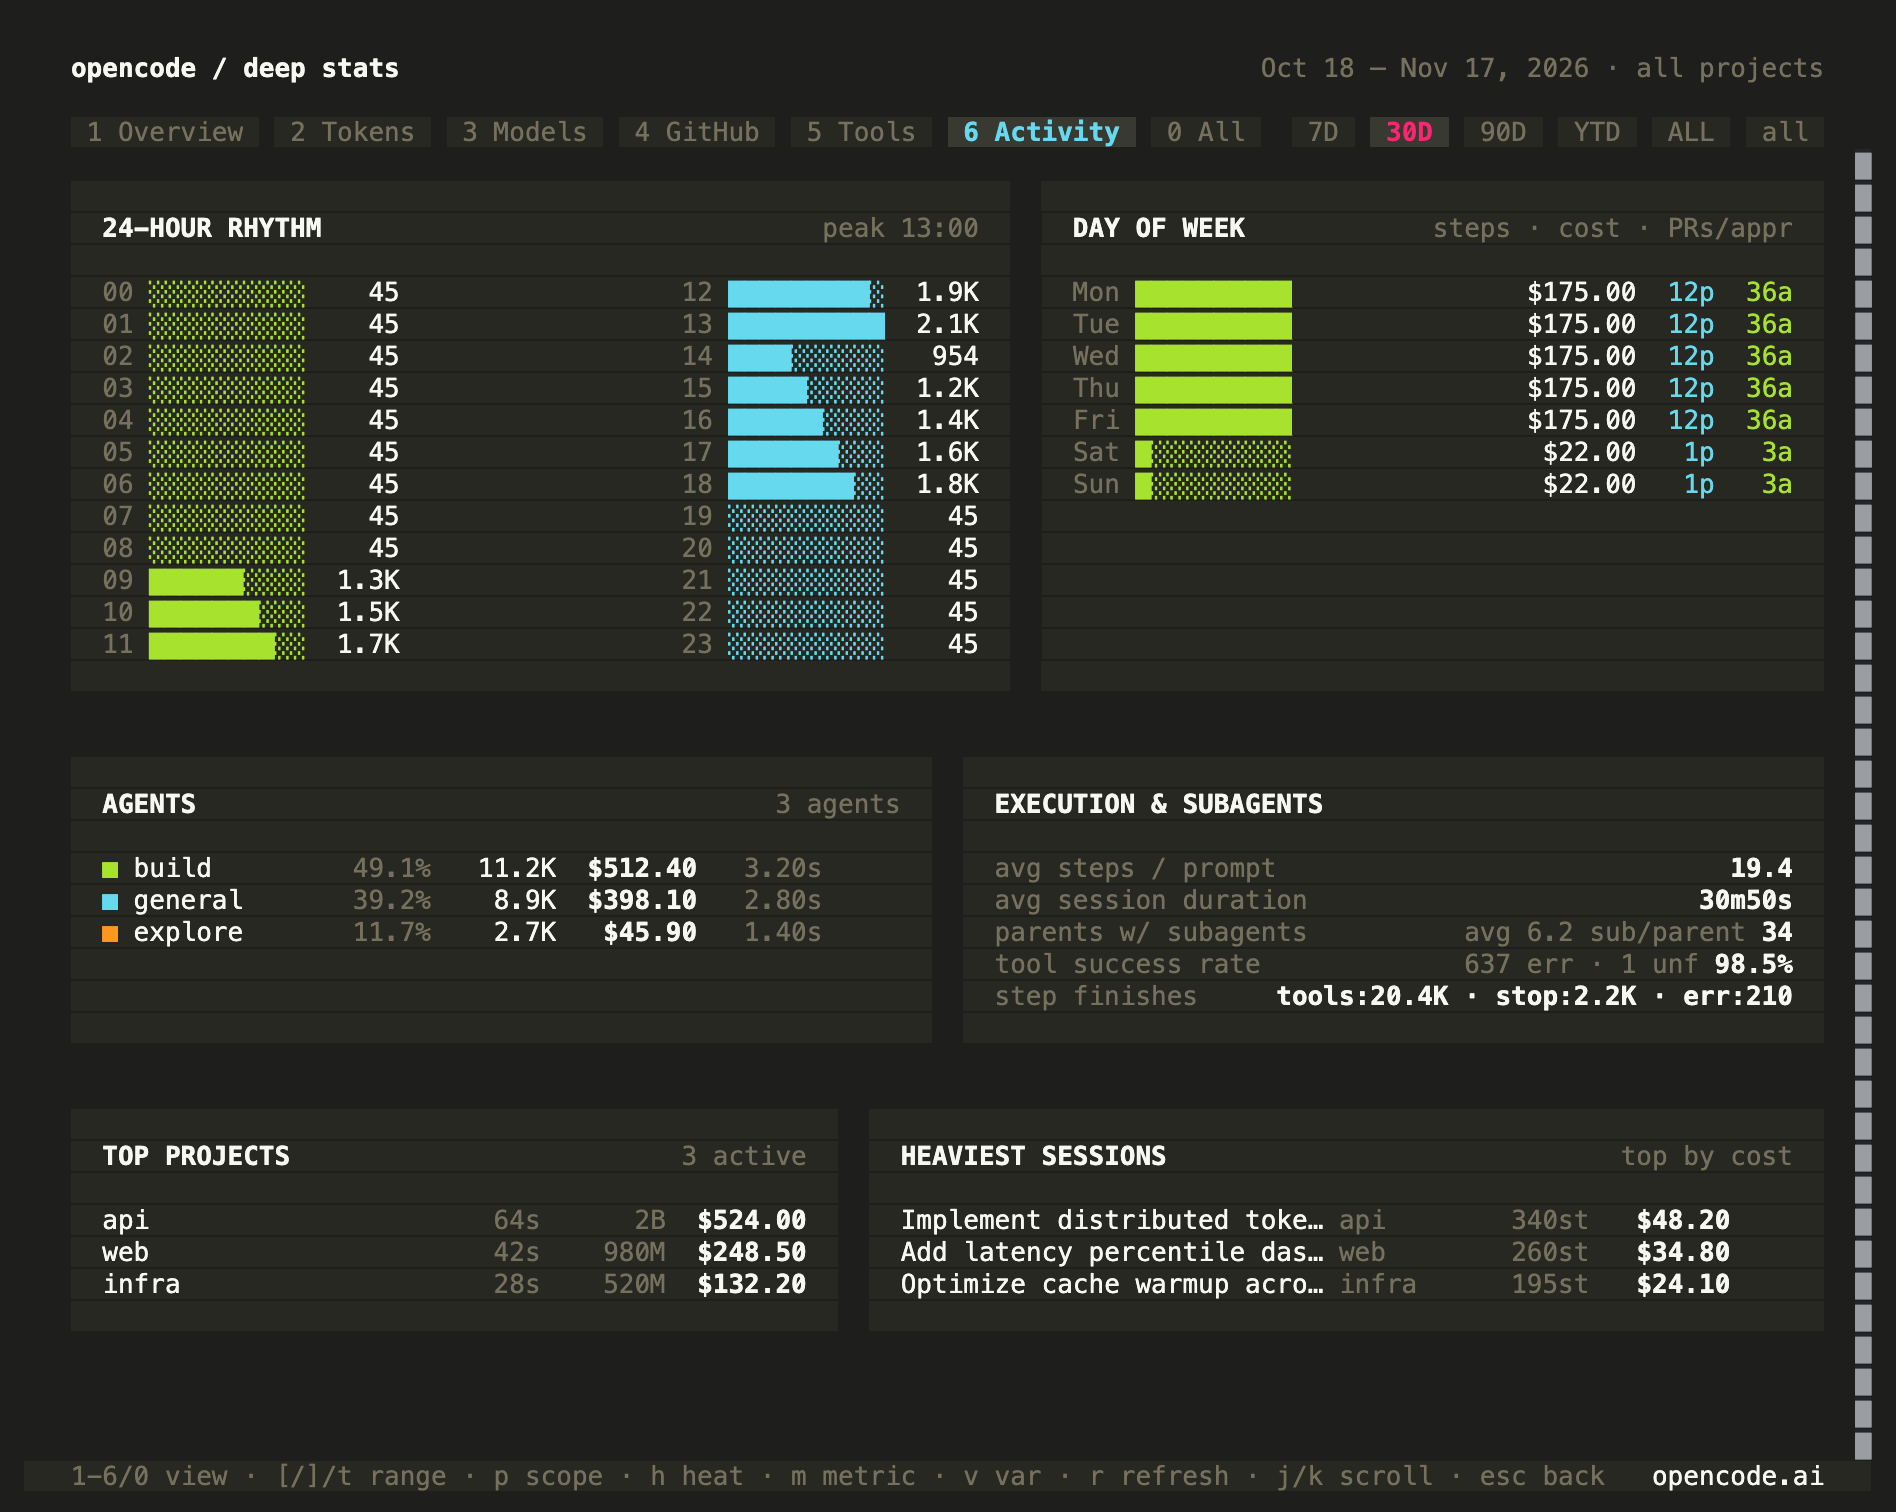 opencode / deep stats Oct 18 – Nov 17, 2026 · all projects
1 Overview 2 Tokens 3 Models 4 GitHub 5 Tools 6 Activity 0 All 7D 30D 90D YTD ALL all
24–HOUR RHYTHM peak 13:00
00 45 12 1.9K
01 45 13 2.1K
02 45 14 954
03 45 15 1.2K
04 45 16 1.4K
05 45 17 1.6K
06 45 18 1.8K
07 45 19 45
08 45 20 45
09 1.3K 21 45
10 1.5K 22 45
11 1.7K 23 45
DAY OF WEEK steps · cost · PRs/appr
Mon $175.00 12p 36a
Tue $175.00 12p 36a
Wed $175.00 12p 36a
Thu $175.00 12p 36a
Fri $175.00 12p 36a
Sat $22.00 1p 3a
Sun $22.00 1p 3a
AGENTS 3 agents
build 49.1% 11.2K $512.40 3.20s
general 39.2% 8.9K $398.10 2.80s
explore 11.7% 2.7K $45.90 1.40s
EXECUTION & SUBAGENTS
avg steps / prompt 19.4
avg session duration 30m50s
parents w/ subagents avg 6.2 sub/parent 34
tool success rate 637 err · 1 unf 98.5%
step finishes tools:20.4K · stop:2.2K · err:210
TOP PROJECTS 3 active
api 64s 2B $524.00
web 42s 980M $248.50
infra 28s 520M $132.20
HEAVIEST SESSIONS top by cost
Implement distributed toke… api 340st $48.20
Add latency percentile das… web 260st $34.80
Optimize cache warmup acro… infra 195st $24.10
1–6/0 view · [/]/t range · p scope · h heat · m metric · v var · r refresh · j/k scroll · esc back opencode.ai